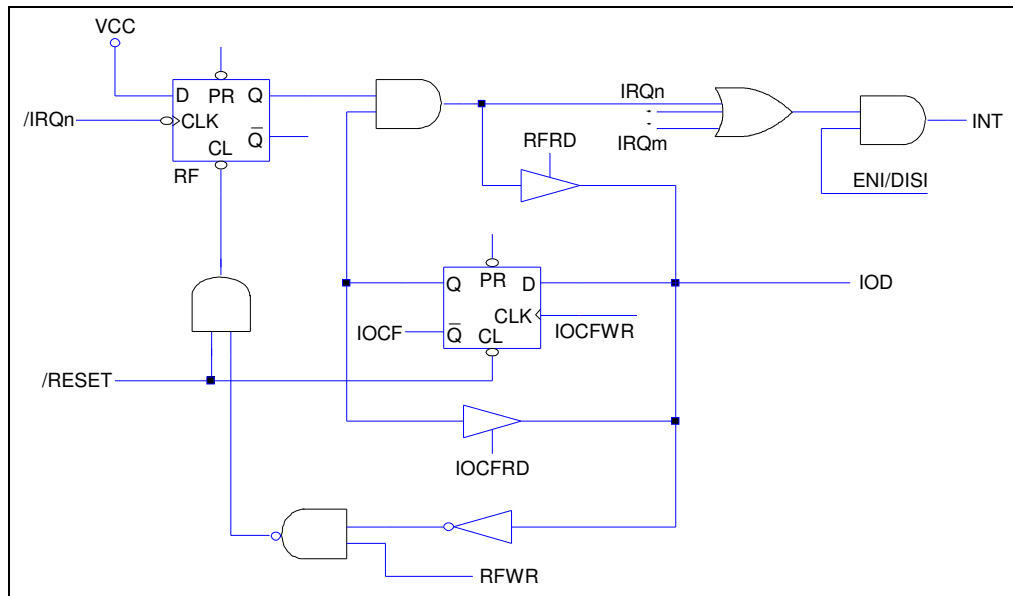 VCC
D PR Q
/IRQn CLK
Q
CL
RF
IRQn
IRQm
INT
ENI/DISI
RFRD
Q PR D
IOD
CLK
IOCF Q CL IOCFWR
/RESET
IOCFRD
RFWR